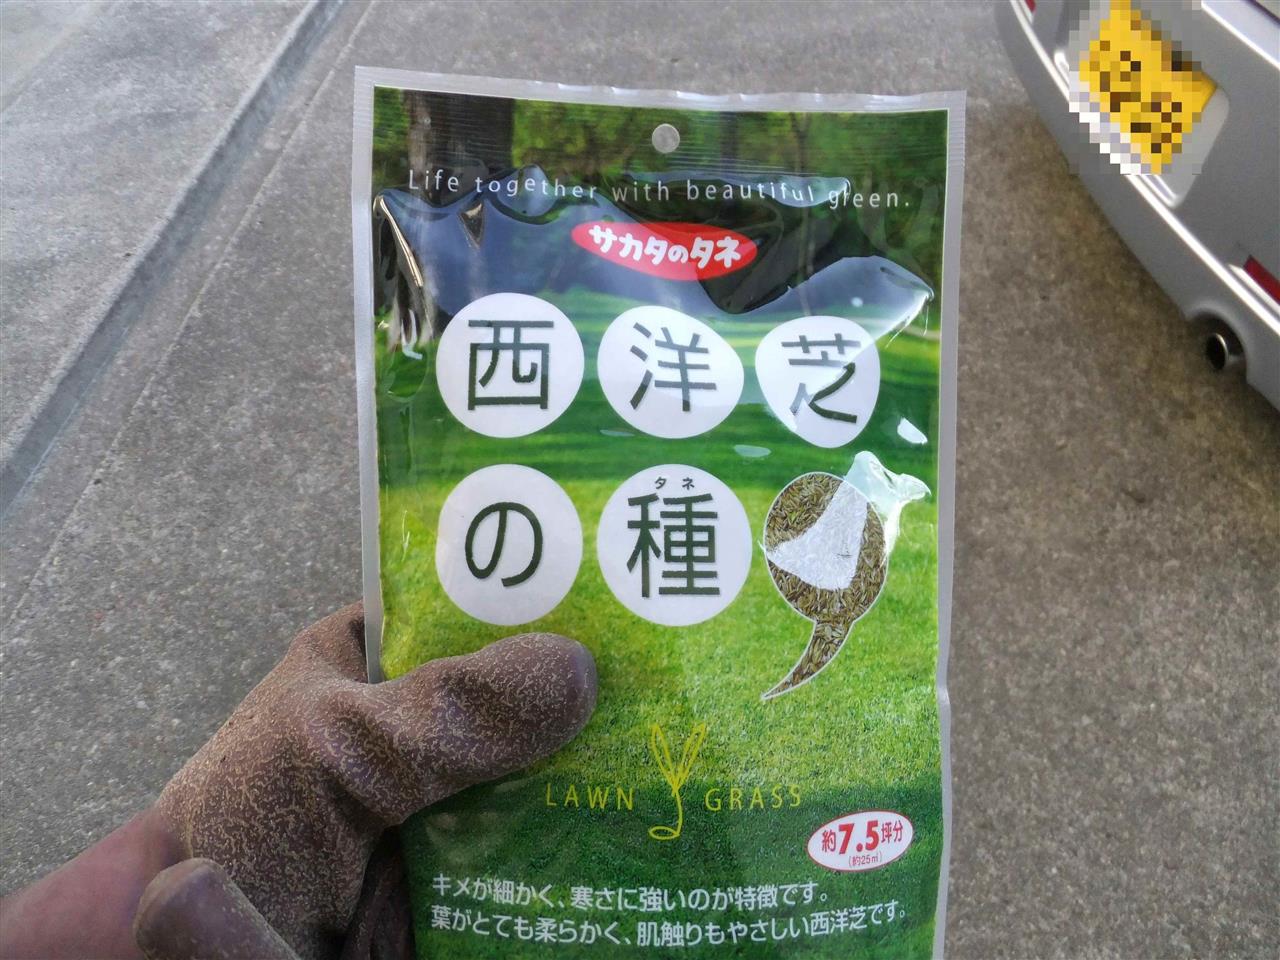 Life together with beautiful green.
サカタのタネ
西洋芝
タネ
の種
LAWN GRASS
約7.5坪分
(約25㎡)
キメが細かく、寒さに強いのが特徴です。
葉がとても柔らかく、肌触りもやさしい西洋芝です。